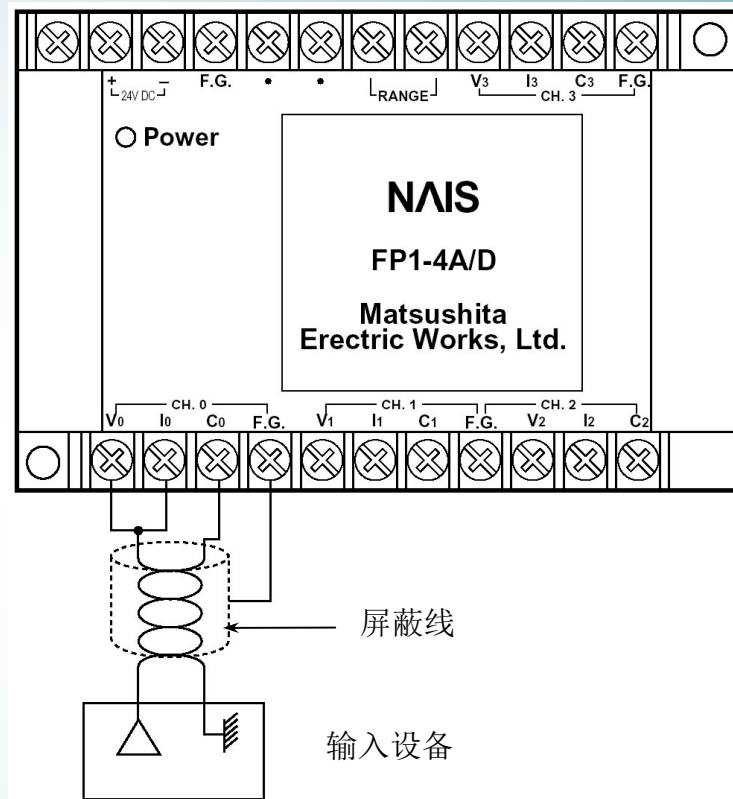 + – F.G. • • V3 I3 C3 F.G.
24V DC RANGE CH. 3
Power
NAIS
FP1-4A/D
Matsushita
Erectric Works, Ltd.
CH. 0 CH. 1 CH. 2
V0 I0 C0 F.G. V1 I1 C1 F.G. V2 I2 C2
屏蔽线
输入设备